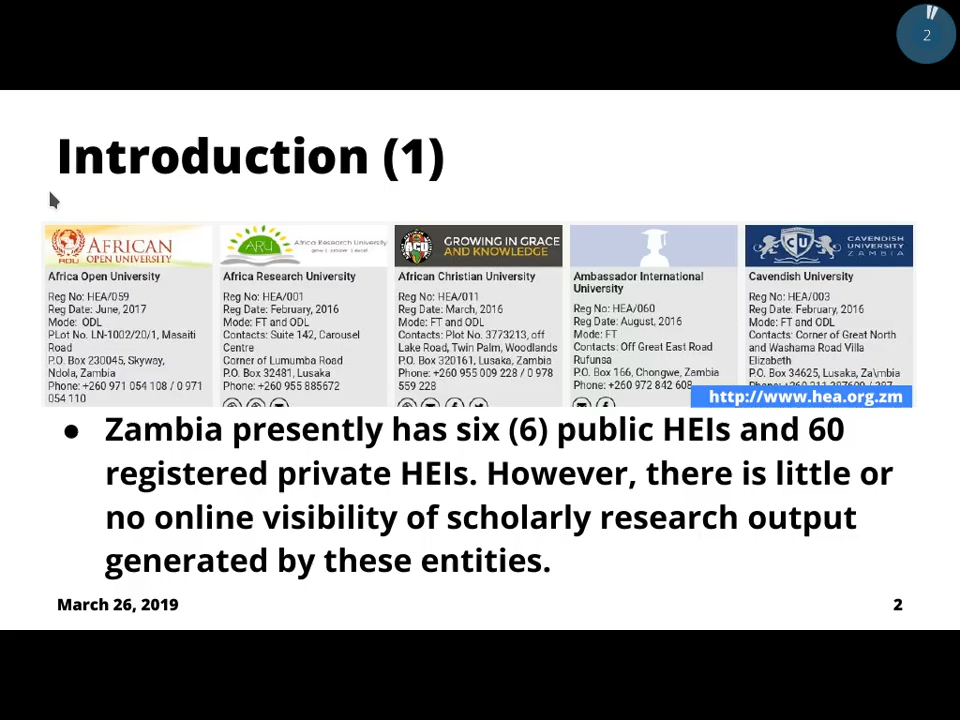 2
Introduction (1)
AFRICAN
OPEN UNIVERSITY
Africa Open University
Reg No: HEA/059
Reg Date: June, 2017
Mode: ODL
PLot No. LN-1002/20/1, Masaiti
Road
P.O. Box 230045, Skyway,
Ndola, Zambia
Phone: +260 971 054 108 / 0 971
054 110
ARU
Africa Research University
Africa Research University
Reg No: HEA/001
Reg Date: February, 2016
Mode: FT and ODL
Contacts: Suite 142, Carousel
Centre
Corner of Lumumba Road
P.O. Box 32481, Lusaka
Phone: +260 955 885672
ACU
GROWING IN GRACE
AND KNOWLEDGE
African Christian University
Reg No: HEA/011
Reg Date: March, 2016
Mode: FT and ODL
Contacts: Plot No. 3773213, off
Lake Road, Twin Palm, Woodlands
P.O. Box 320161, Lusaka, Zambia
Phone: +260 955 009 228 / 0 978
559 228
Ambassador International
University
Reg No: HEA/060
Reg Date: August, 2016
Mode: FT
Contacts: Off Great East Road
Rufunsa
P.O. Box 166, Chongwe, Zambia
Phone: +260 972 842 608
CU
CAVENDISH
UNIVERSITY
ZAMBIA
Cavendish University
Reg No: HEA/003
Reg Date: February, 2016
Mode: FT and ODL
Contacts: Corner of Great North
and Washama Road Villa
Elizabeth
P.O. Box 34625, Lusaka, Za\mbia
http://www.hea.org.zm
● Zambia presently has six (6) public HEIs and 60
registered private HEIs. However, there is little or
no online visibility of scholarly research output
generated by these entities.
March 26, 2019
2